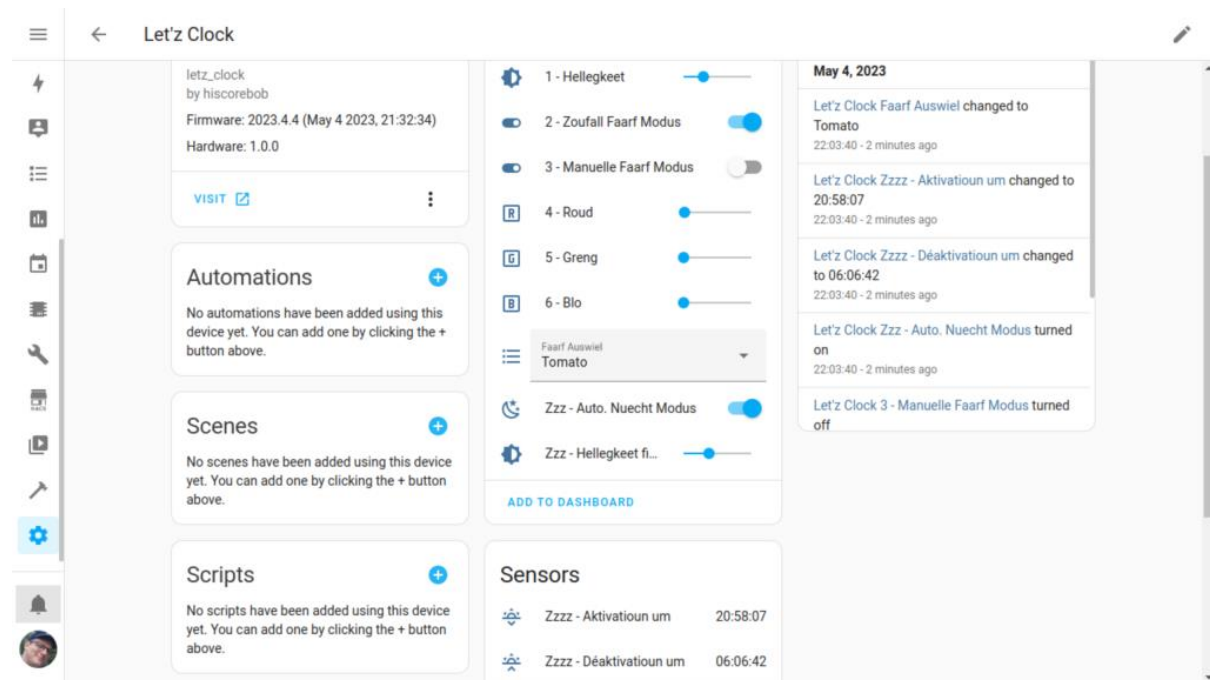 Let'z Clock
letz_clock
by hiscorebob
Firmware: 2023.4.4 (May 4 2023, 21:32:34)
Hardware: 1.0.0
VISIT
Automations
No automations have been added using this
device yet. You can add one by clicking the +
button above.
Scenes
No scenes have been added using this device
yet. You can add one by clicking the + button
above.
Scripts
No scripts have been added using this device
yet. You can add one by clicking the + button
above.
1 - Hellegkeet
2 - Zoufall Faarf Modus
3 - Manuelle Faarf Modus
R 4 - Roud
G 5 - Greng
B 6 - Blo
Faarf Auswiel
Tomato
Zzz - Auto. Nuecht Modus
Zzz - Hellegkeet fi...
ADD TO DASHBOARD
Sensors
Zzzz - Aktivatioun um 20:58:07
Zzzz - Déaktivatioun um 06:06:42
May 4, 2023
Let'z Clock Faarf Auswiel changed to
Tomato
22:03:40 - 2 minutes ago
Let'z Clock Zzzz - Aktivatioun um changed to
20:58:07
22:03:40 - 2 minutes ago
Let'z Clock Zzzz - Déaktivatioun um changed
to 06:06:42
22:03:40 - 2 minutes ago
Let'z Clock Zzz - Auto. Nuecht Modus turned
on
22:03:40 - 2 minutes ago
Let'z Clock 3 - Manuelle Faarf Modus turned
off